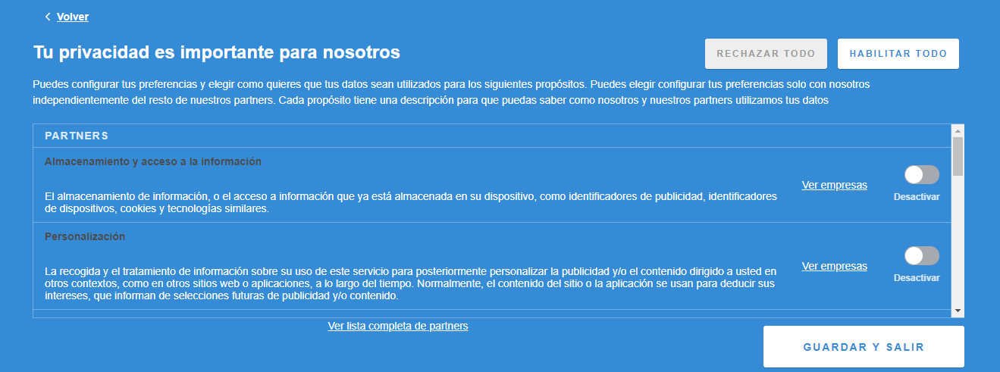 Volver
Tu privacidad es importante para nosotros
RECHAZAR TODO
HABILITAR TODO
Puedes configurar tus preferencias y elegir como quieres que tus datos sean utilizados para los siguientes propósitos. Puedes elegir configurar tus preferencias solo con nosotros
independientemente del resto de nuestros partners. Cada propósito tiene una descripción para que puedas saber como nosotros y nuestros partners utilizamos tus datos
PARTNERS
Almacenamiento y acceso a la información
El almacenamiento de información, o el acceso a información que ya está almacenada en su dispositivo, como identificadores de publicidad, identificadores
de dispositivos, cookies y tecnologías similares.
Ver empresas
Desactivar
Personalización
La recogida y el tratamiento de información sobre su uso de este servicio para posteriormente personalizar la publicidad y/o el contenido dirigido a usted en
otros contextos, como en otros sitios web o aplicaciones, a lo largo del tiempo. Normalmente, el contenido del sitio o la aplicación se usan para deducir sus
intereses, que informan de selecciones futuras de publicidad y/o contenido.
Ver empresas
Desactivar
Ver lista completa de partners
GUARDAR Y SALIR